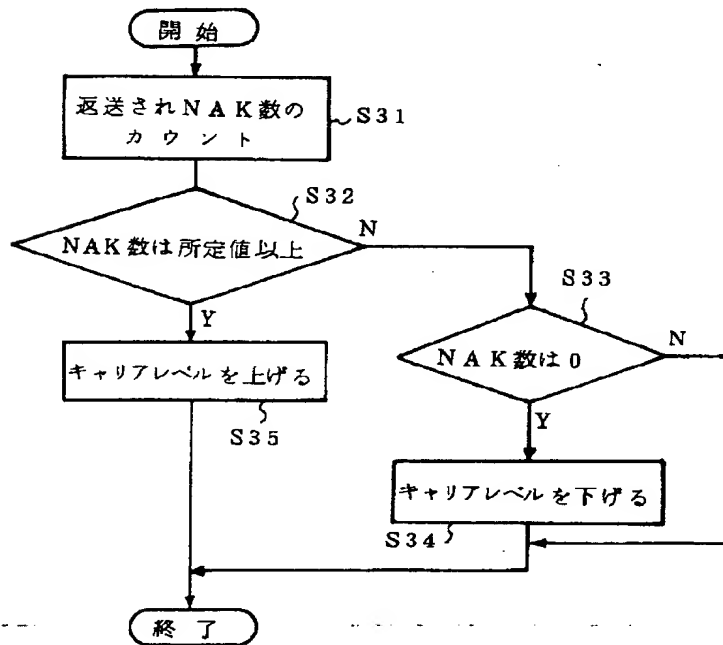 開始
返送されNAK数の
カウント
S31
S32
NAK数は所定値以上
N
Y
S33
NAK数は0
N
Y
キャリアレベルを上げる
S35
キャリアレベルを下げる
S34
終了